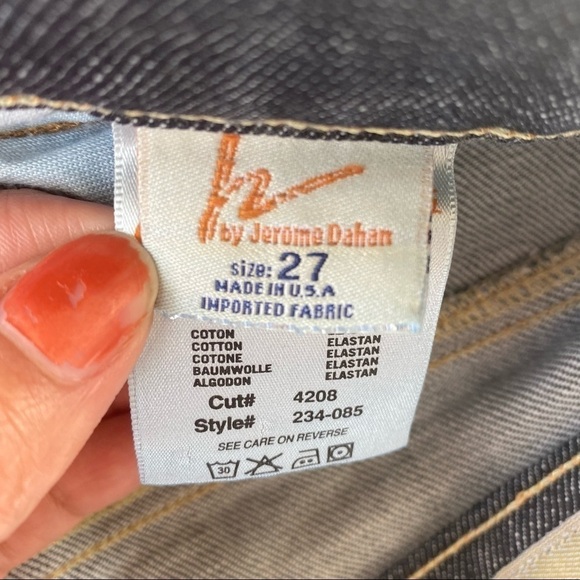 by Jerome Dahan
size: 27
MADE IN U.S.A
IMPORTED FABRIC
COTON ELASTAN
COTTON ELASTAN
COTONE ELASTAN
BAUMWOLLE ELASTAN
ALGODON
Cut# 4208
Style# 234-085
SEE CARE ON REVERSE
30